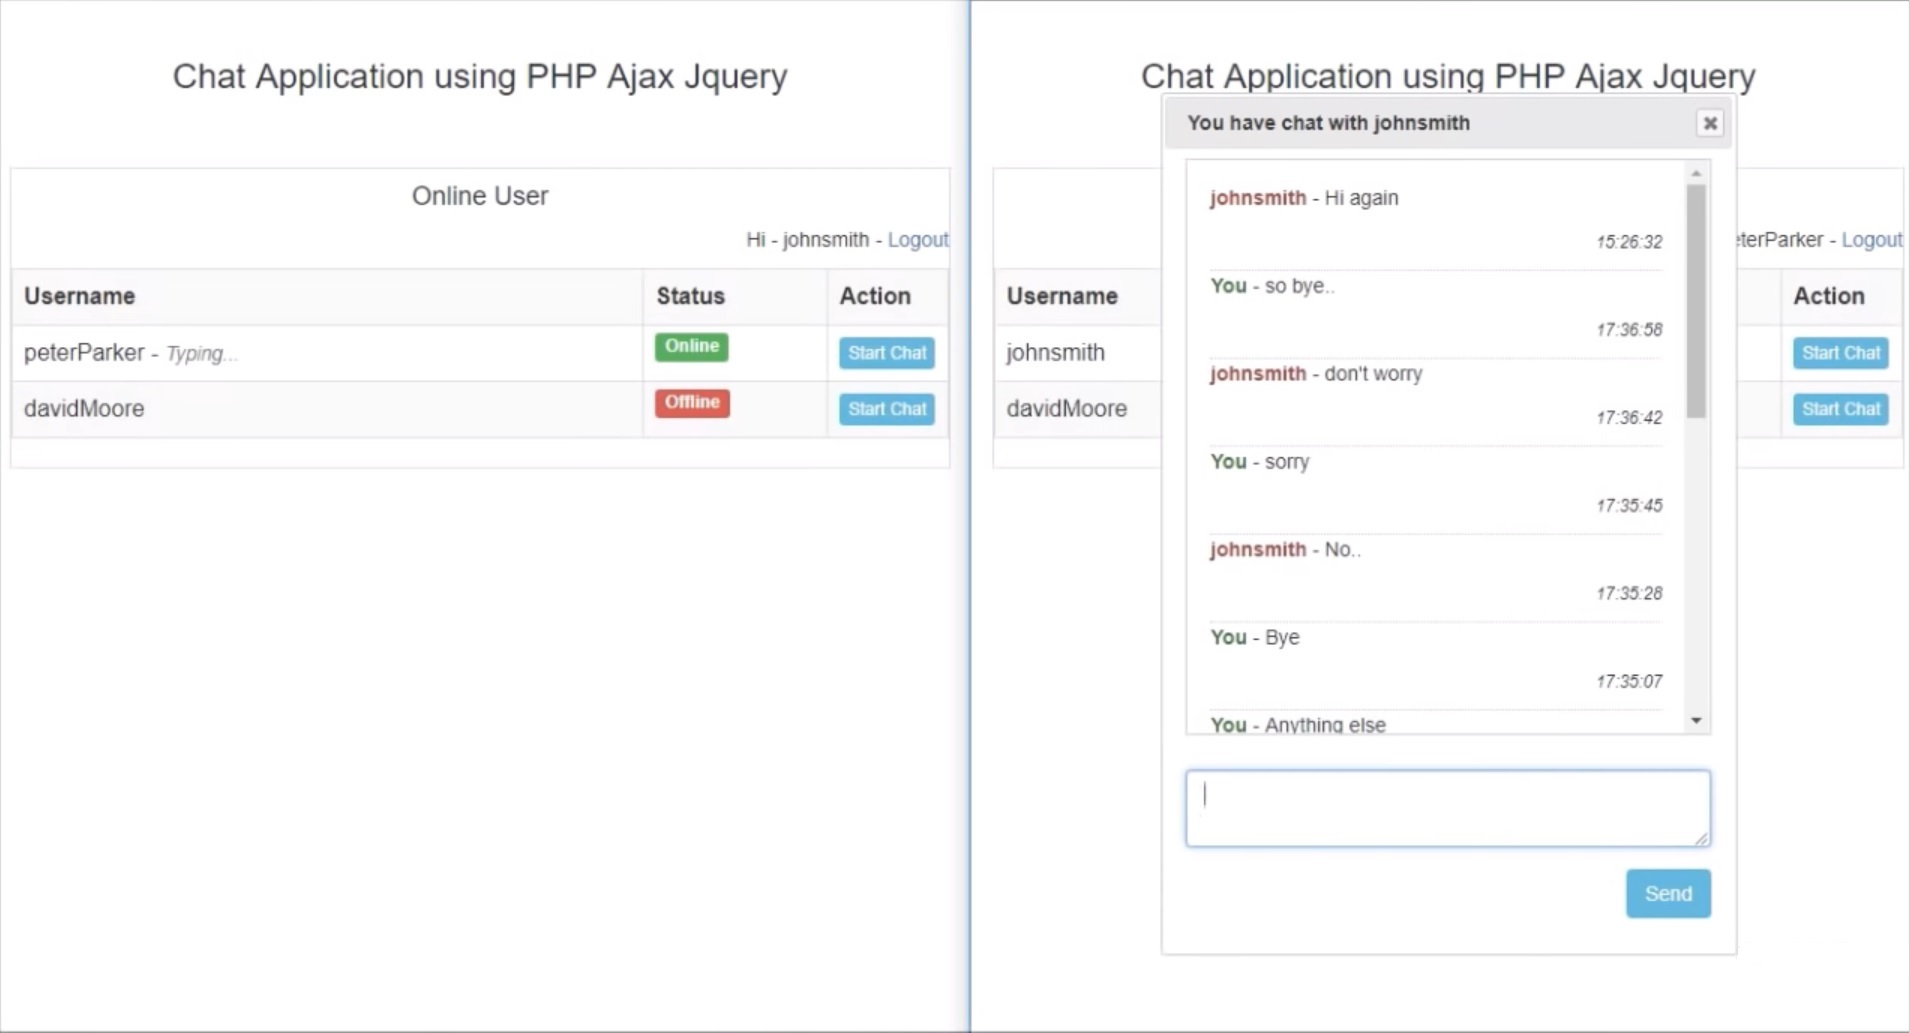 Chat Application using PHP Ajax Jquery
Online User
Hi - johnsmith - Logout
Username Status Action
peterParker - Typing... Online Start Chat
davidMoore Offline Start Chat
Chat Application using PHP Ajax Jquery
terParker - Logout
Username Action
johnsmith Start Chat
davidMoore Start Chat
You have chat with johnsmith
johnsmith - Hi again
15:26:32
You - so bye..
17:36:58
johnsmith - don't worry
17:36:42
You - sorry
17:35:45
johnsmith - No..
17:35:28
You - Bye
17:35:07
You - Anything else
Send